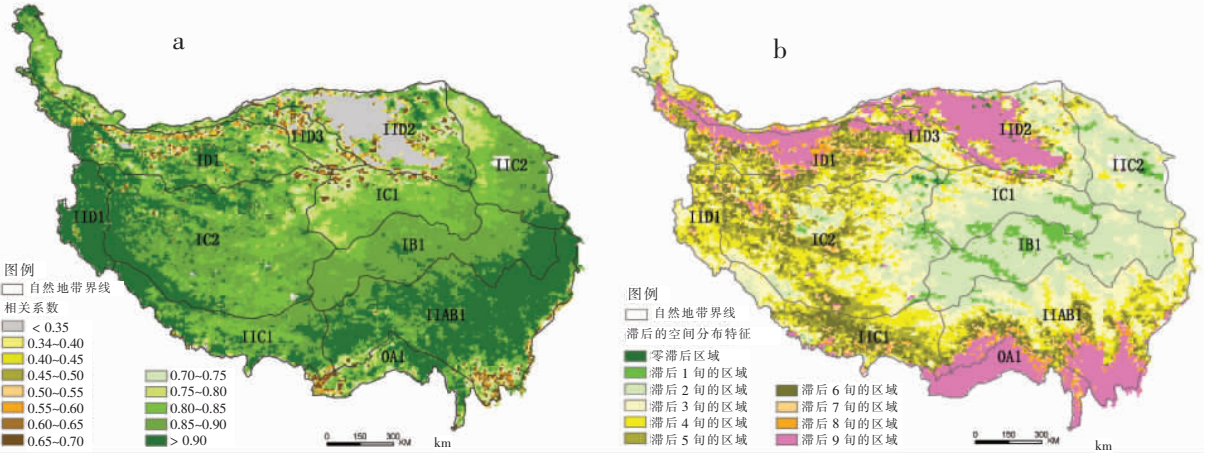 a
IID3
IID2
ID1
IIC2
IC1
IID1
IC2
IB1
IIAB1
IIC1
OA1
图例
自然地带界线
相关系数
< 0.35
0.34~0.40
0.40~0.45
0.45~0.50
0.50~0.55
0.55~0.60
0.60~0.65
0.65~0.70
0.70~0.75
0.75~0.80
0.80~0.85
0.85~0.90
> 0.90
0 150 300
KM
km
b
IID3
IID2
ID1
IIC2
IC1
IID1
IC2
IB1
IIAB1
IIC1
OA1
图例
自然地带界线
滞后的空间分布特征
零滞后区域
滞后 1 旬的区域
滞后 2 旬的区域
滞后 3 旬的区域
滞后 4 旬的区域
滞后 5 旬的区域
滞后 6 旬的区域
滞后 7 旬的区域
滞后 8 旬的区域
滞后 9 旬的区域
0 150 300
KM
km